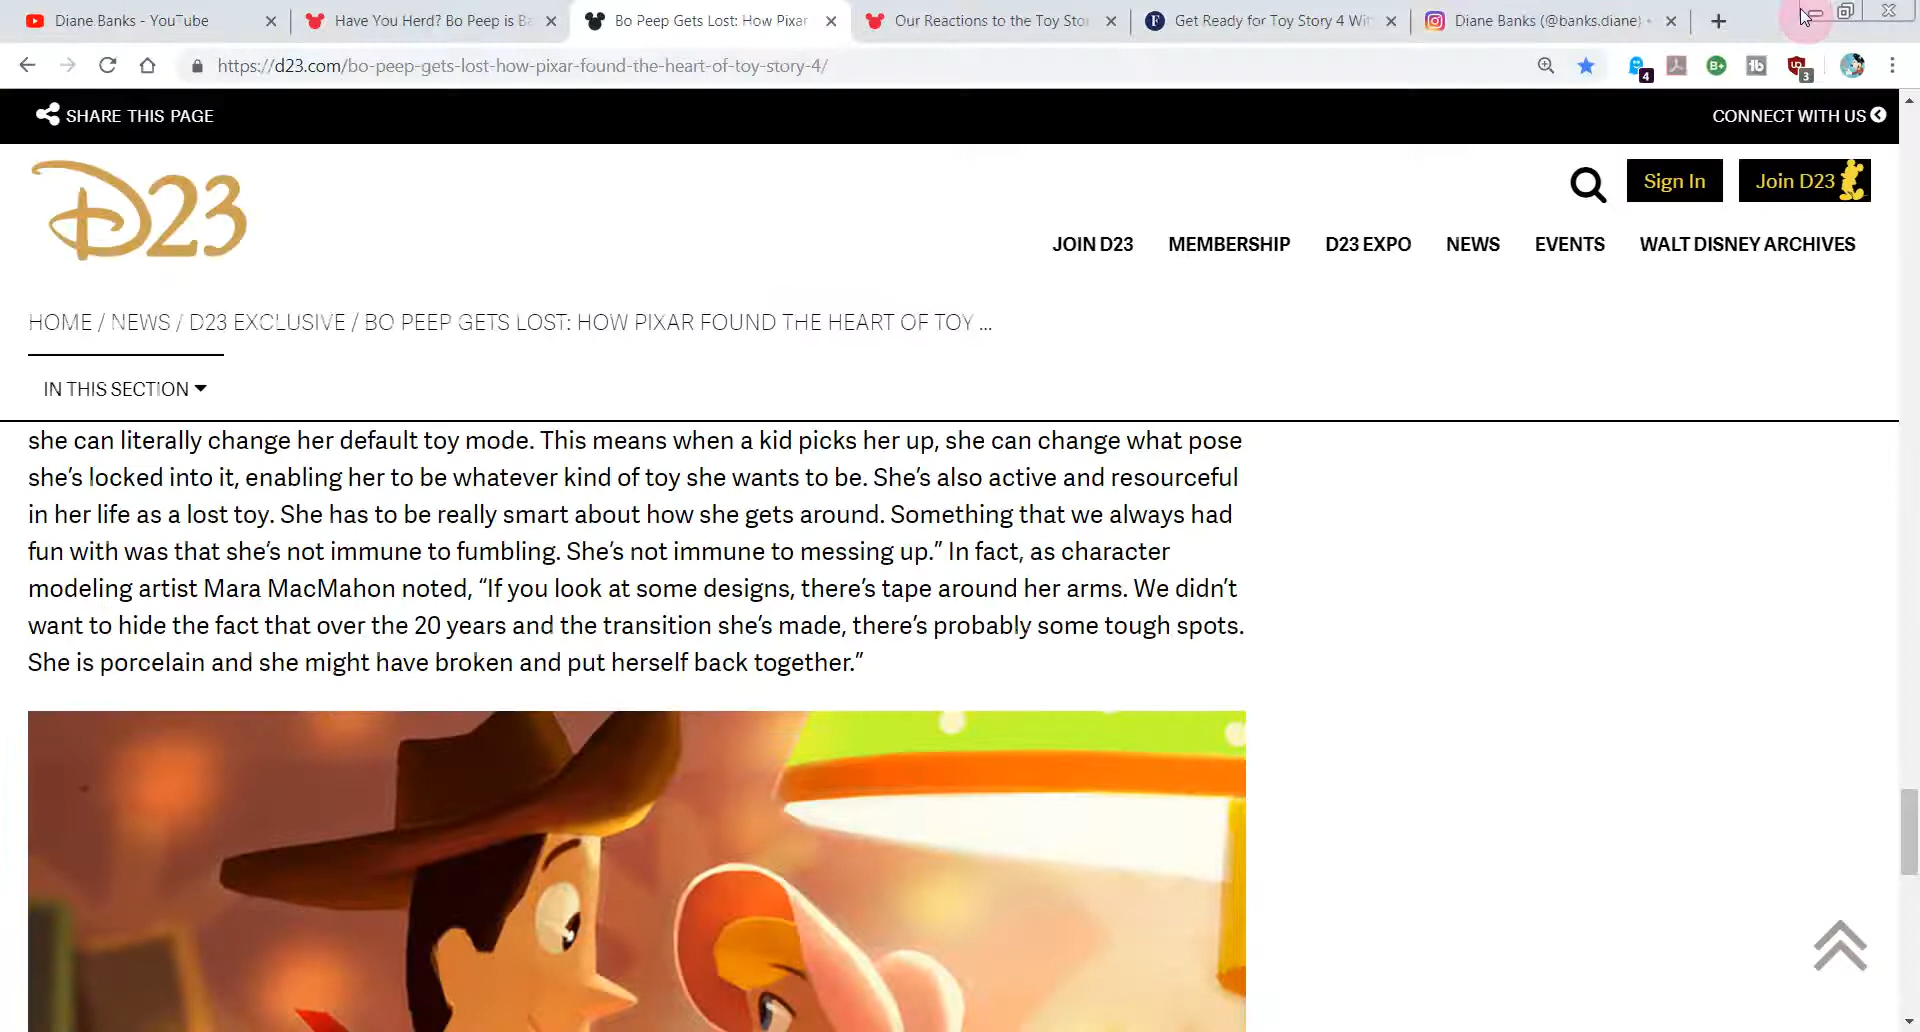 Diane Banks - YouTube
Have You Herd? Bo Peep is Ba
Bo Peep Gets Lost: How Pixar
Our Reactions to the Toy Stor
Get Ready for Toy Story 4 Wit
Diane Banks (@banks.diane) •
https://d23.com/bo-peep-gets-lost-how-pixar-found-the-heart-of-toy-story-4/
4
B+
tb
3
SHARE THIS PAGE
CONNECT WITH US
D23
Sign In
Join D23
JOIN D23 MEMBERSHIP D23 EXPO NEWS EVENTS WALT DISNEY ARCHIVES
HOME / NEWS / D23 EXCLUSIVE / BO PEEP GETS LOST: HOW PIXAR FOUND THE HEART OF TOY ...
IN THIS SECTION
she can literally change her default toy mode. This means when a kid picks her up, she can change what pose
she’s locked into it, enabling her to be whatever kind of toy she wants to be. She’s also active and resourceful
in her life as a lost toy. She has to be really smart about how she gets around. Something that we always had
fun with was that she’s not immune to fumbling. She’s not immune to messing up.” In fact, as character
modeling artist Mara MacMahon noted, “If you look at some designs, there’s tape around her arms. We didn’t
want to hide the fact that over the 20 years and the transition she’s made, there’s probably some tough spots.
She is porcelain and she might have broken and put herself back together.”